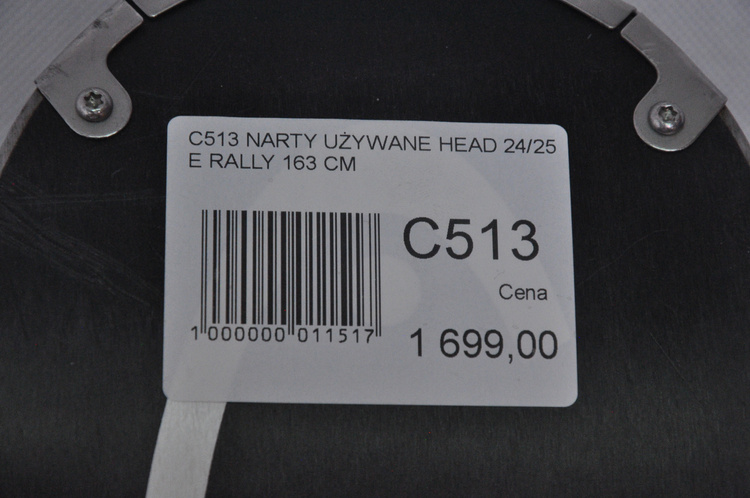 C513 NARTY UŻYWANE HEAD 24/25
E RALLY 163 CM
C513
Cena
1 699,00
1 000000 011517